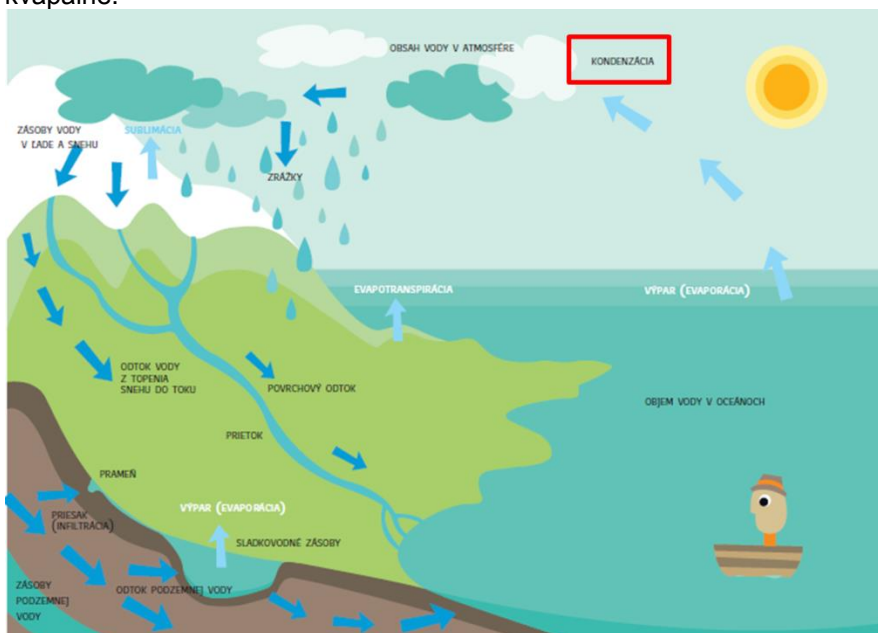 kvapalné.
OBSAH VODY V ATMOSFÉRE
KONDENZÁCIA
ZÁSOBY VODY
V ĽADE A SNEHU
SUBLIMÁCIA
ZRÁŽKY
EVAPOTRANSPIRÁCIA
VÝPAR (EVAPORÁCIA)
ODTOK VODY
Z TOPENIA
SNEHU DO TOKU
POVRCHOVÝ ODTOK
OBJEM VODY V OCEÁNOCH
PRIETOK
PRAMEŇ
VÝPAR (EVAPORÁCIA)
PRIESAK
(INFILTRÁCIA)
SLADKOVODNÉ ZÁSOBY
ZÁSOBY
PODZEMNEJ
VODY
ODTOK PODZEMNEJ VODY